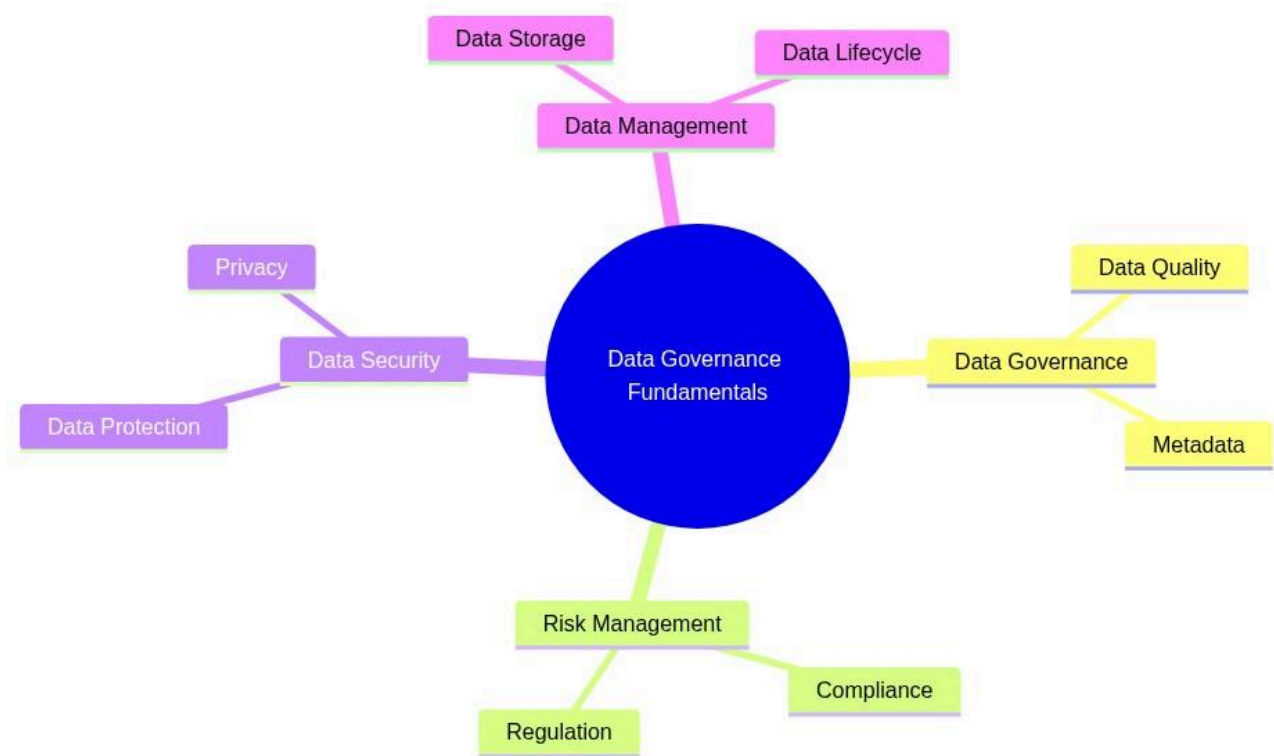 Data Storage
Data Lifecycle
Data Management
Privacy
Data Quality
Data Security
Data Governance
Fundamentals
Data Governance
Data Protection
Metadata
Risk Management
Compliance
Regulation